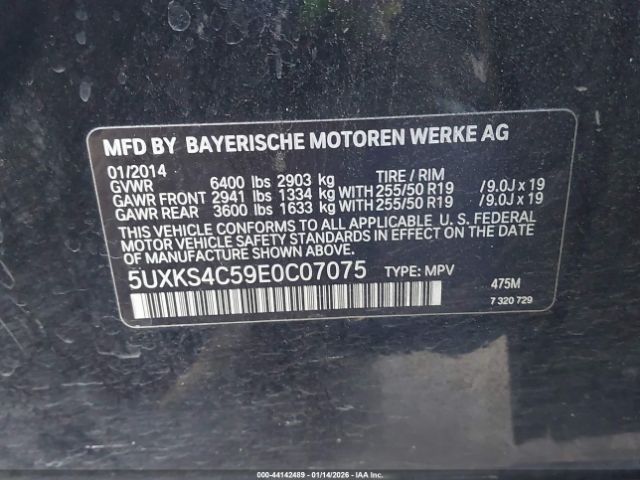 MFD BY BAYERISCHE MOTOREN WERKE AG
01/2014 TIRE / RIM
GVWR 6400 lbs 2903 kg
GAWR FRONT 2941 lbs 1334 kg WITH 255/50 R19 /9.0J x 19
GAWR REAR 3600 lbs 1633 kg WITH 255/50 R19 /9.0J x 19
THIS VEHICLE CONFORMS TO ALL APPLICABLE U. S. FEDERAL
MOTOR VEHICLE SAFETY STANDARDS IN EFFECT ON THE DATE
OF MANUFACTURE SHOWN ABOVE.
5UXKS4C59E0C07075 TYPE: MPV
475M
7 320 729
000-44142489 - 01/14/2026 - IAAI.COM